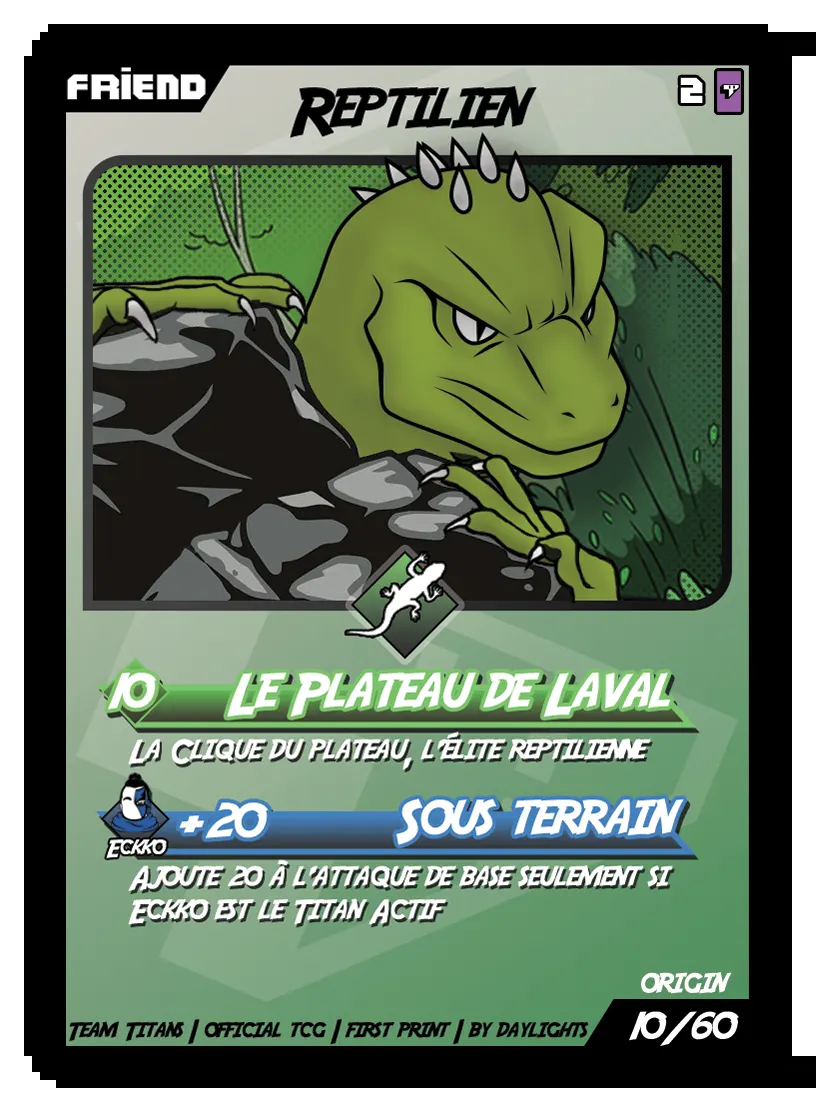 FRIEND
REPTILIEN
2
10 LE PLATEAU DE LAVAL
LA CLIQUE DU PLATEAU, L'ÉLITE REPTILIENNE
+20 SOUS TERRAIN
ECKKO
AJOUTE 20 À L'ATTAQUE DE BASE SEULEMENT SI
ECKKO EST LE TITAN ACTIF
ORIGIN
TEAM TITANS | OFFICIAL TCG | FIRST PRINT | BY DAYLIGHTS
10/60